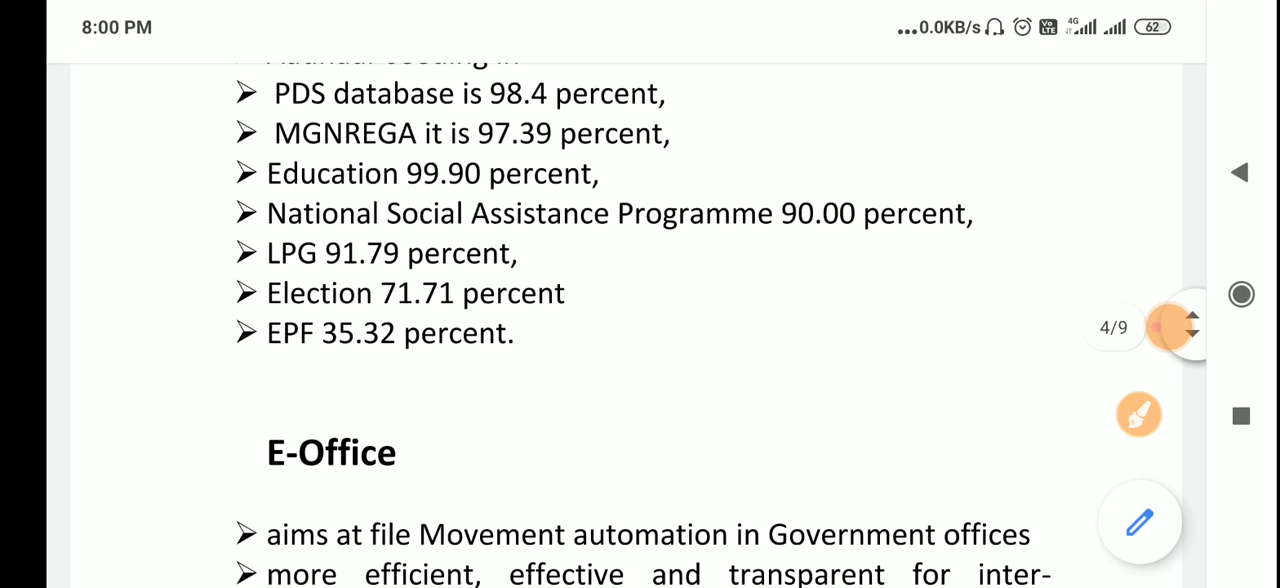 8:00 PM
...0.0KB/s
Vo
LTE
4G
62
➢ PDS database is 98.4 percent,
➢ MGNREGA it is 97.39 percent,
➢ Education 99.90 percent,
➢ National Social Assistance Programme 90.00 percent,
➢ LPG 91.79 percent,
➢ Election 71.71 percent
4/9
➢ EPF 35.32 percent.
E-Office
➢ aims at file Movement automation in Government offices
➢ more efficient, effective and transparent for inter-